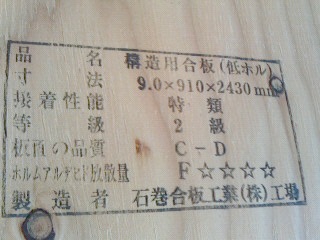 品名 構造用合板(低ホル)
寸法 9.0×910×2430mm
接着性能 特類
等級 2級
板面の品質 C-D
ホルムアルデヒド放散量 F☆☆☆☆
製造者 石巻合板工業(株)工場